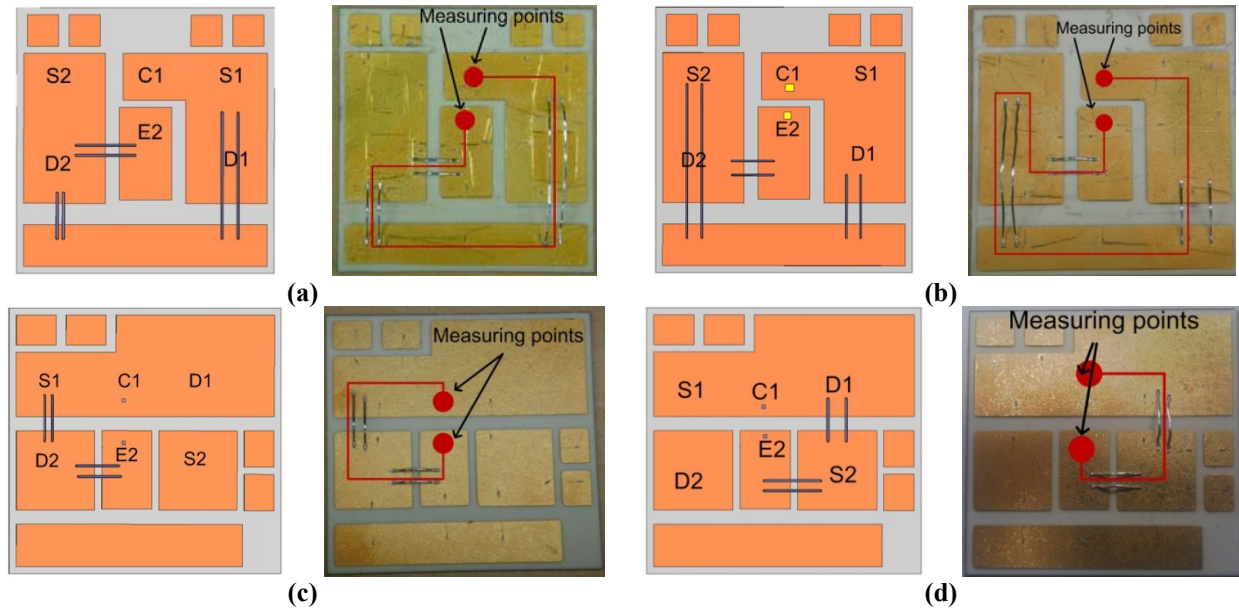 Measuring points
S2 C1 S1
E2
D2 D1
(a)
Measuring points
S2 C1 S1
E2
D2 D1
(b)
Measuring points
S1 C1 D1
D2 E2 S2
(c)
Measuring points
S1 C1 D1
E2
D2 S2
(d)